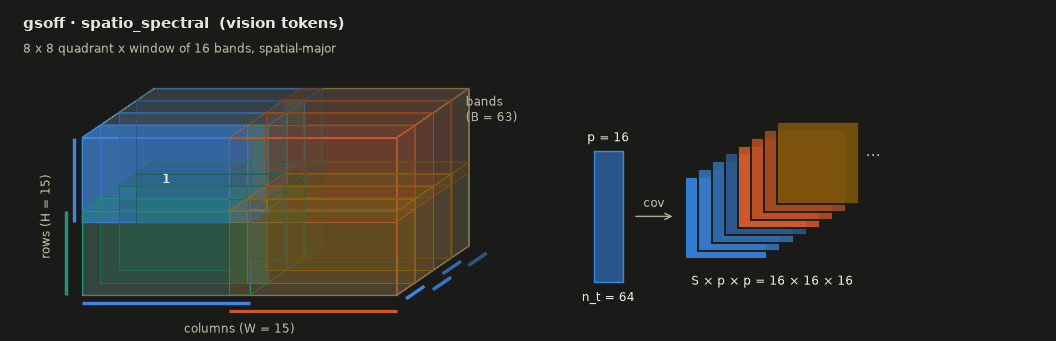 gsoff · spatio_spectral  (vision tokens)
8 x 8 quadrant x window of 16 bands, spatial-major
bands
(B = 63)
1
rows (H = 15)
columns (W = 15)
p = 16
n_t = 64
cov
...
S × p × p = 16 × 16 × 16